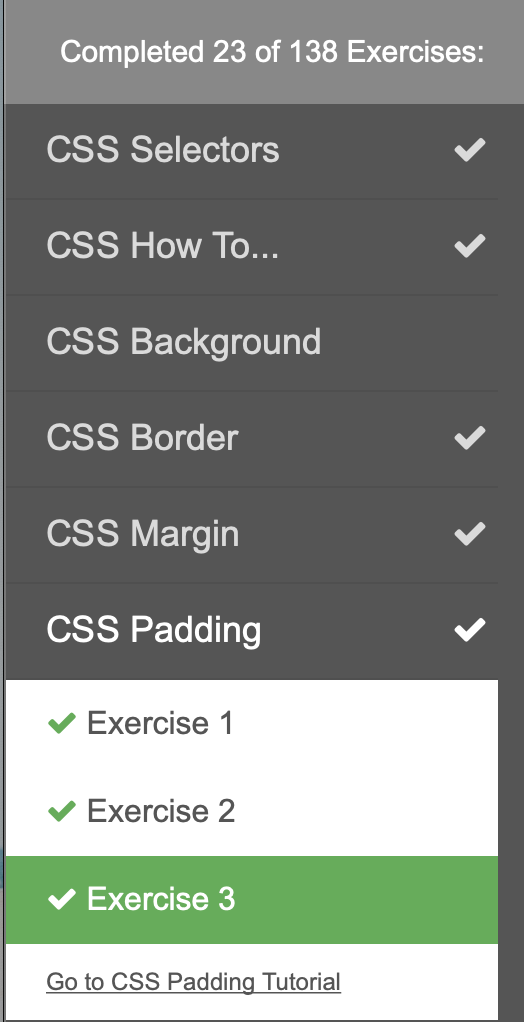 Completed 23 of 138 Exercises:
CSS Selectors
CSS How To...
CSS Background
CSS Border
CSS Margin
CSS Padding
Exercise 1
Exercise 2
Exercise 3
Go to CSS Padding Tutorial